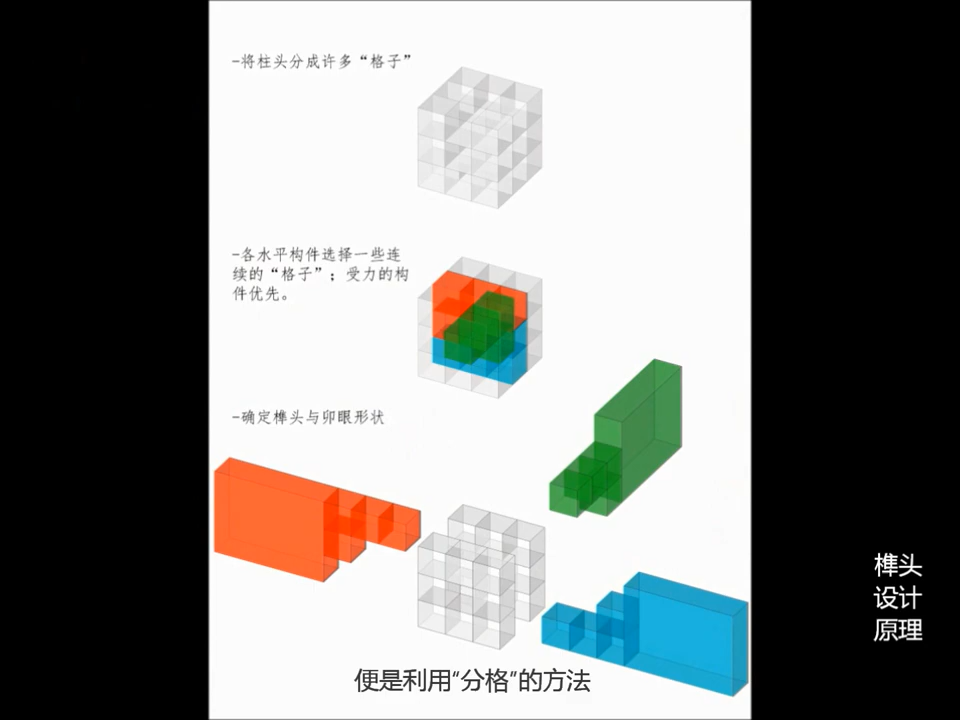 -将柱头分成许多“格子”
-各水平构件选择一些连
续的“格子”；受力的构
件优先。
-确定榫头与卯眼形状
榫头
设计
原理
便是利用“分格”的方法